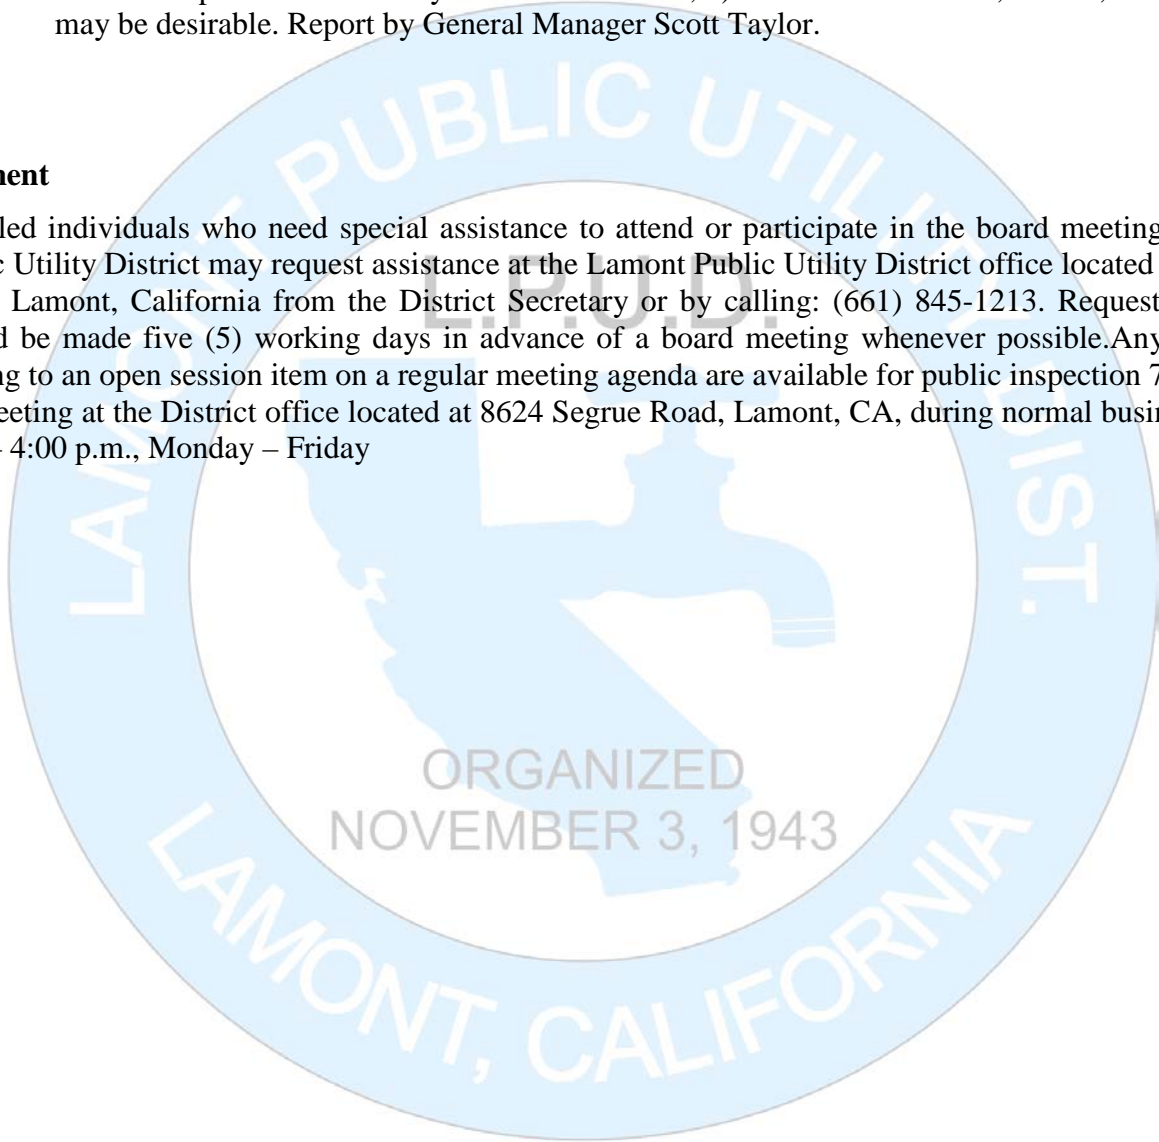 may be desirable. Report by General Manager Scott Taylor.
ment
led individuals who need special assistance to attend or participate in the board meeting
c Utility District may request assistance at the Lamont Public Utility District office located
Lamont, California from the District Secretary or by calling: (661) 845-1213. Request
d be made five (5) working days in advance of a board meeting whenever possible.Any
ng to an open session item on a regular meeting agenda are available for public inspection 7
eeting at the District office located at 8624 Segrue Road, Lamont, CA, during normal busin
– 4:00 p.m., Monday – Friday
LAMONT PUBLIC UTILITY DIST.
L.P.U.D.
ORGANIZED
NOVEMBER 3, 1943
LAMONT, CALIFORNIA